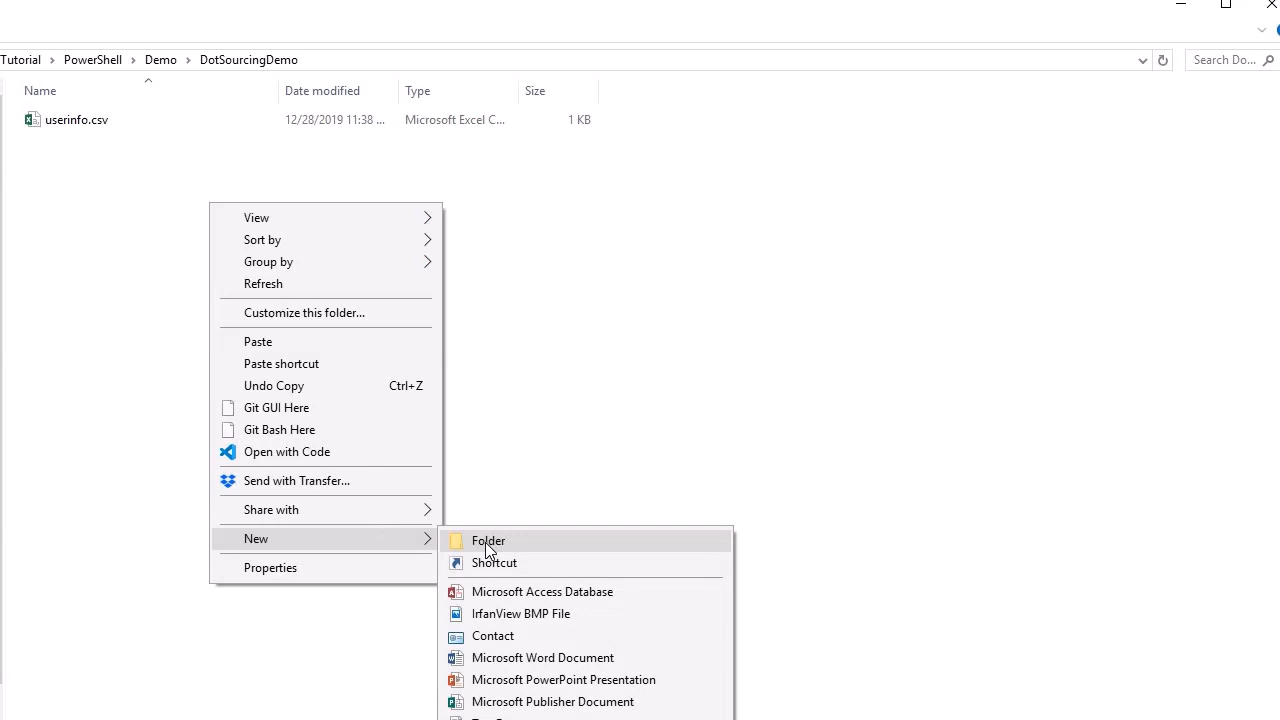 Tutorial > PowerShell > Demo > DotSourcingDemo
Search Do...
Name Date modified Type Size
userinfo.csv 12/28/2019 11:38 ... Microsoft Excel C... 1 KB
View
Sort by
Group by
Refresh
Customize this folder...
Paste
Paste shortcut
Undo Copy Ctrl+Z
Git GUI Here
Git Bash Here
Open with Code
Send with Transfer...
Share with
New
Properties
Folder
Shortcut
Microsoft Access Database
IrfanView BMP File
Contact
Microsoft Word Document
Microsoft PowerPoint Presentation
Microsoft Publisher Document